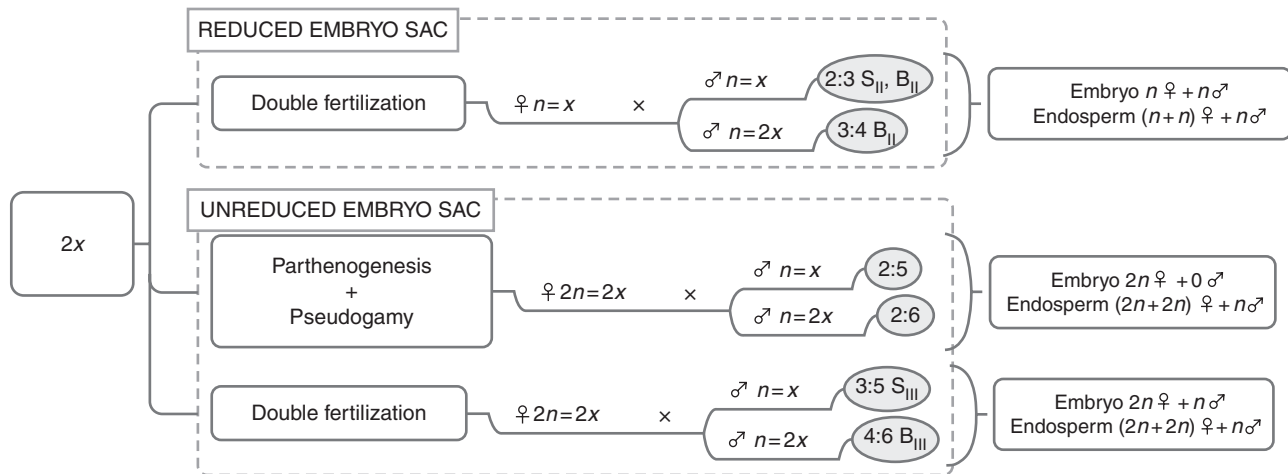 REDUCED EMBRYO SAC
Double fertilization
♀ n=x
×
♂ n=x
2:3 S_II, B_II
♂ n=2x
3:4 B_II
Embryo n ♀ + n♂
Endosperm (n+n) ♀ + n♂
2x
UNREDUCED EMBRYO SAC
Parthenogenesis
+
Pseudogamy
♀ 2n=2x
×
♂ n=x
2:5
♂ n=2x
2:6
Embryo 2n ♀ + 0 ♂
Endosperm (2n+2n) ♀ + n♂
Double fertilization
♀ 2n=2x
×
♂ n=x
3:5 S_III
♂ n=2x
4:6 B_III
Embryo 2n ♀ + n♂
Endosperm (2n+2n) ♀ + n♂